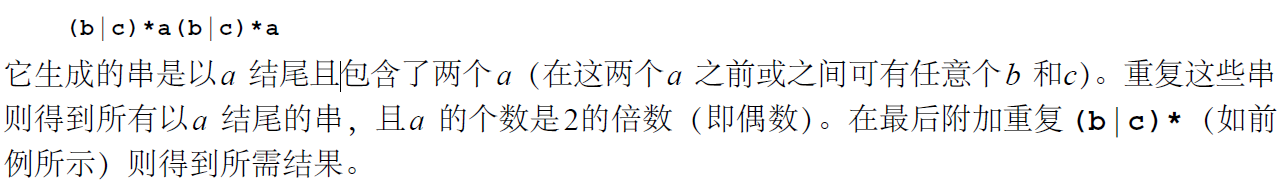 (b|c)*a(b|c)*a
它生成的串是以a 结尾且包含了两个a（在这两个a 之前或之间可有任意个b 和c）。重复这些串
则得到所有以a 结尾的串，且a 的个数是2的倍数（即偶数）。在最后附加重复(b|c)*（如前
例所示）则得到所需结果。